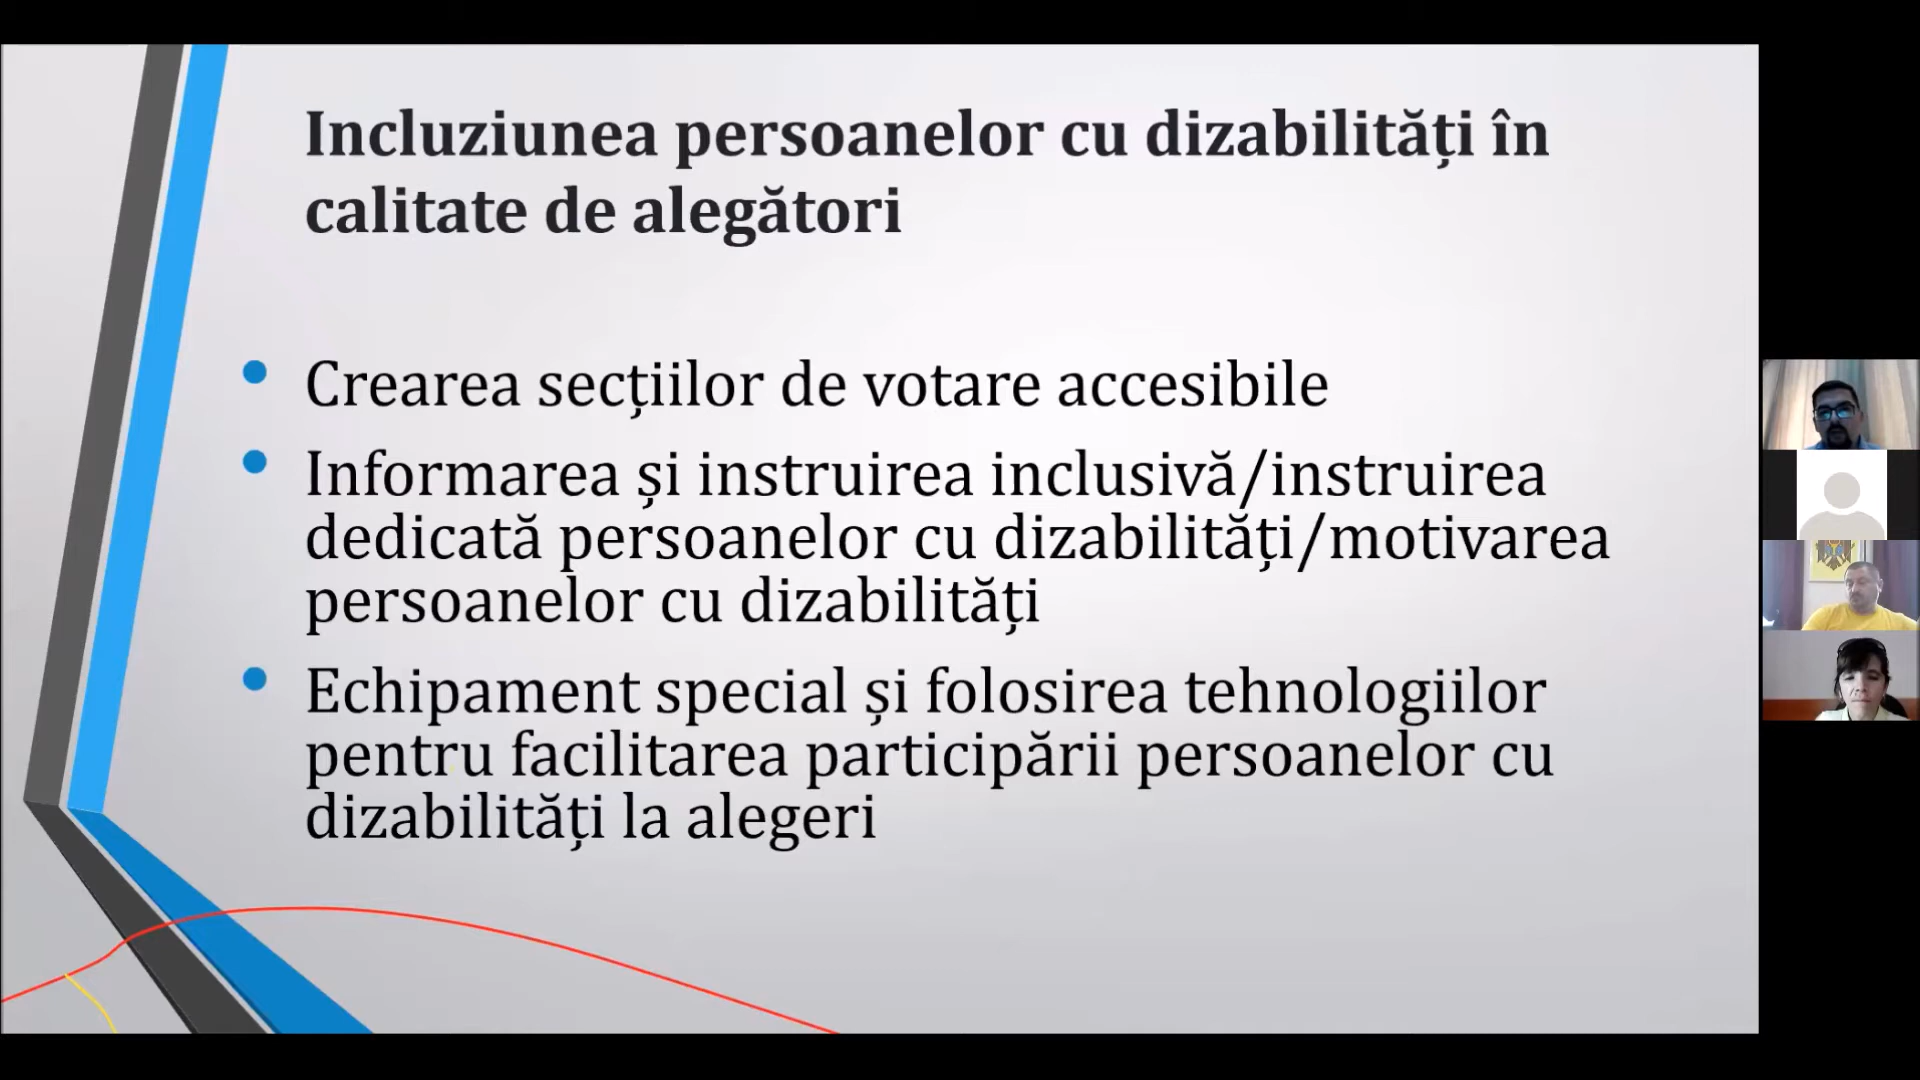 Incluziunea persoanelor cu dizabilități în
calitate de alegători
Crearea secțiilor de votare accesibile
Informarea și instruirea inclusivă/instruirea
dedicată persoanelor cu dizabilități/motivarea
persoanelor cu dizabilități
Echipament special și folosirea tehnologiilor
pentru facilitarea participării persoanelor cu
dizabilități la alegeri